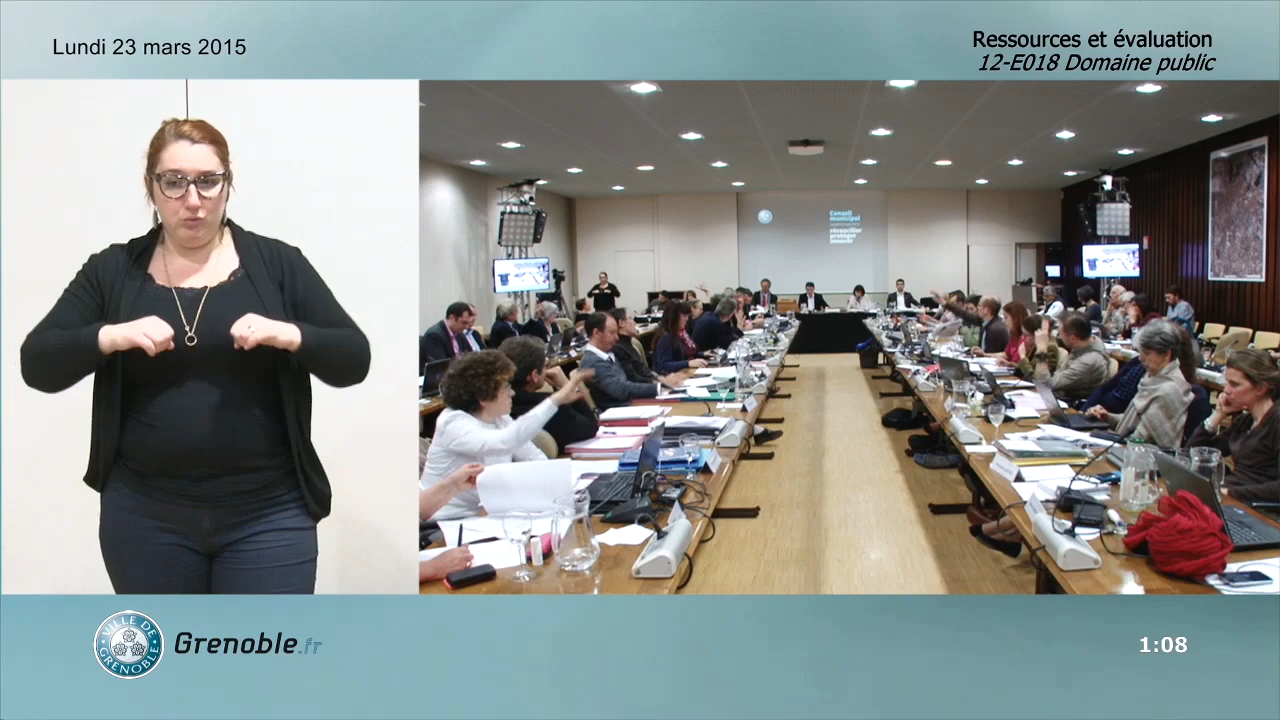 Lundi 23 mars 2015
Ressources et évaluation
12-E018 Domaine public
Conseil
municipal
réconcilier
protéger
innover
VILLE DE
GRENOBLE
Grenoble.fr
1:08